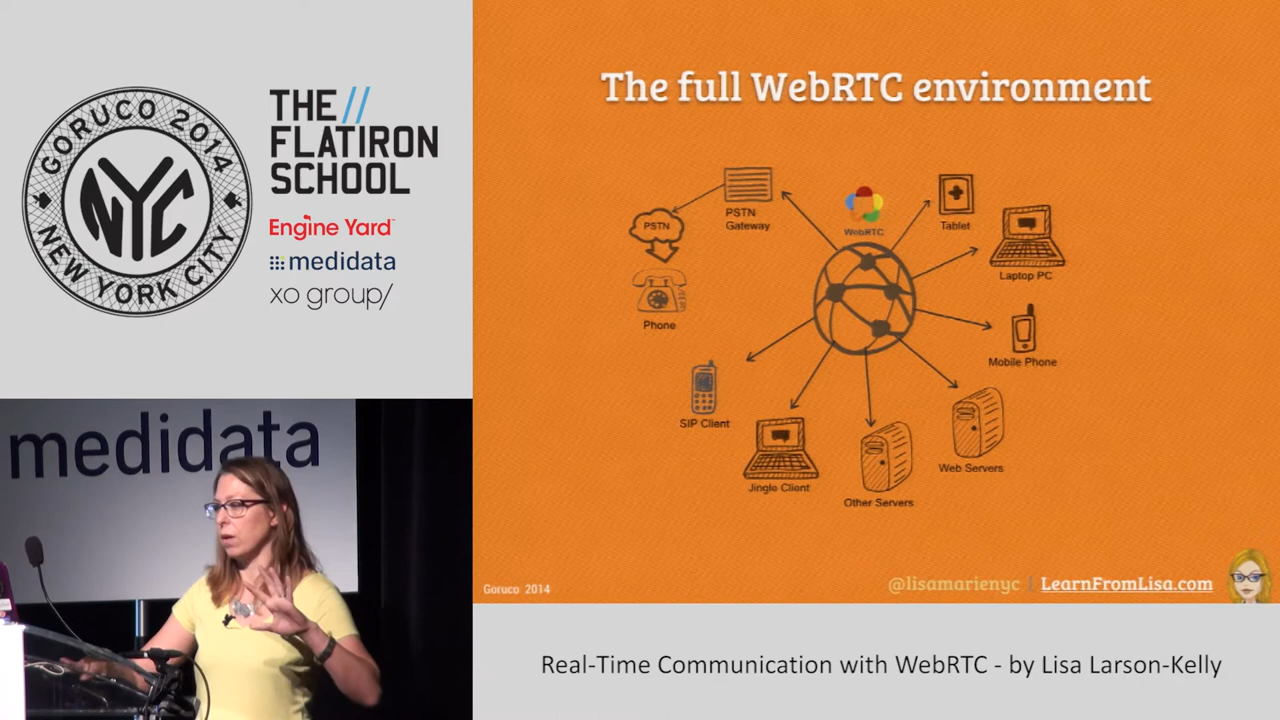 GORUCO 2014
NYC
NEW YORK CITY
THE//
FLATIRON
SCHOOL
Engine Yard™
medidata
xo group/
medidata
The full WebRTC environment
PSTN
Gateway
PSTN
Phone
WebRTC
Tablet
Laptop PC
Mobile Phone
SIP Client
Jingle Client
Other Servers
Web Servers
Goruco 2014
@lisamarienyc | LearnFromLisa.com
Real-Time Communication with WebRTC - by Lisa Larson-Kelly